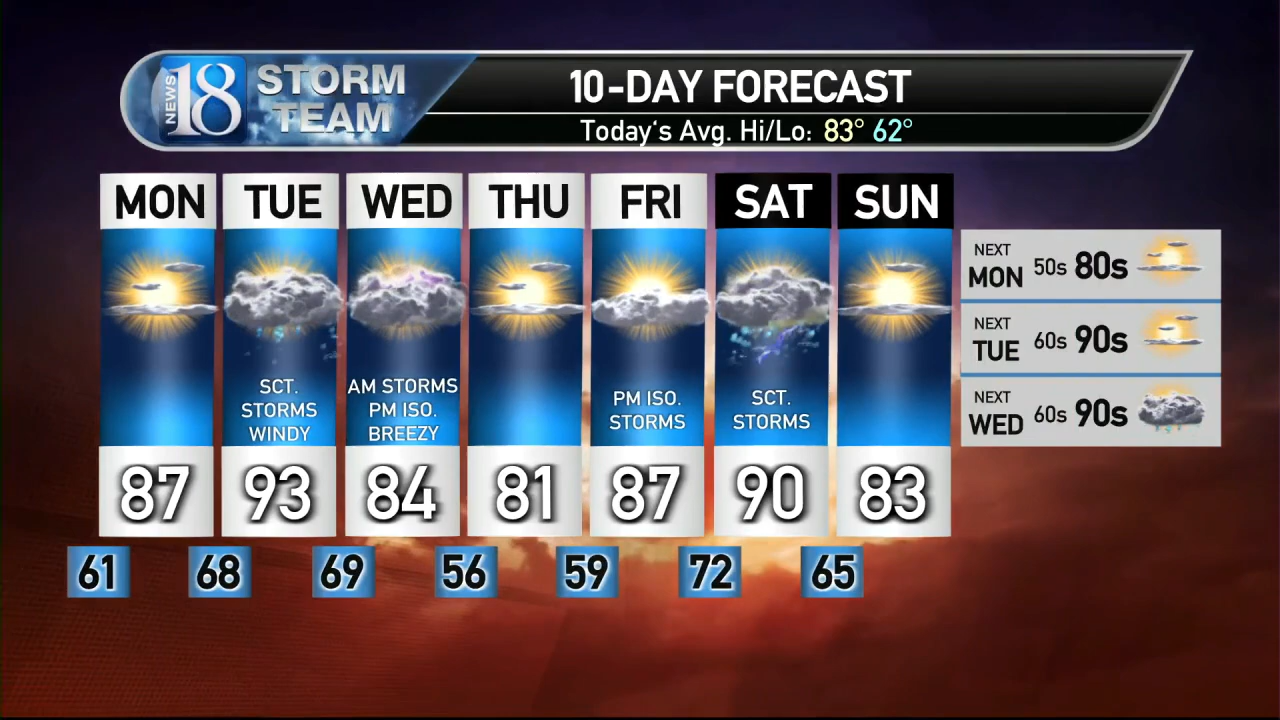 NEWS 18 STORM
TEAM
10-DAY FORECAST
Today's Avg. Hi/Lo: 83° 62°
MON TUE WED THU FRI SAT SUN
SCT.
STORMS
WINDY
AM STORMS
PM ISO.
BREEZY
PM ISO.
STORMS
SCT.
STORMS
87 93 84 81 87 90 83
61 68 69 56 59 72 65
NEXT
MON 50s 80s
NEXT
TUE 60s 90s
NEXT
WED 60s 90s